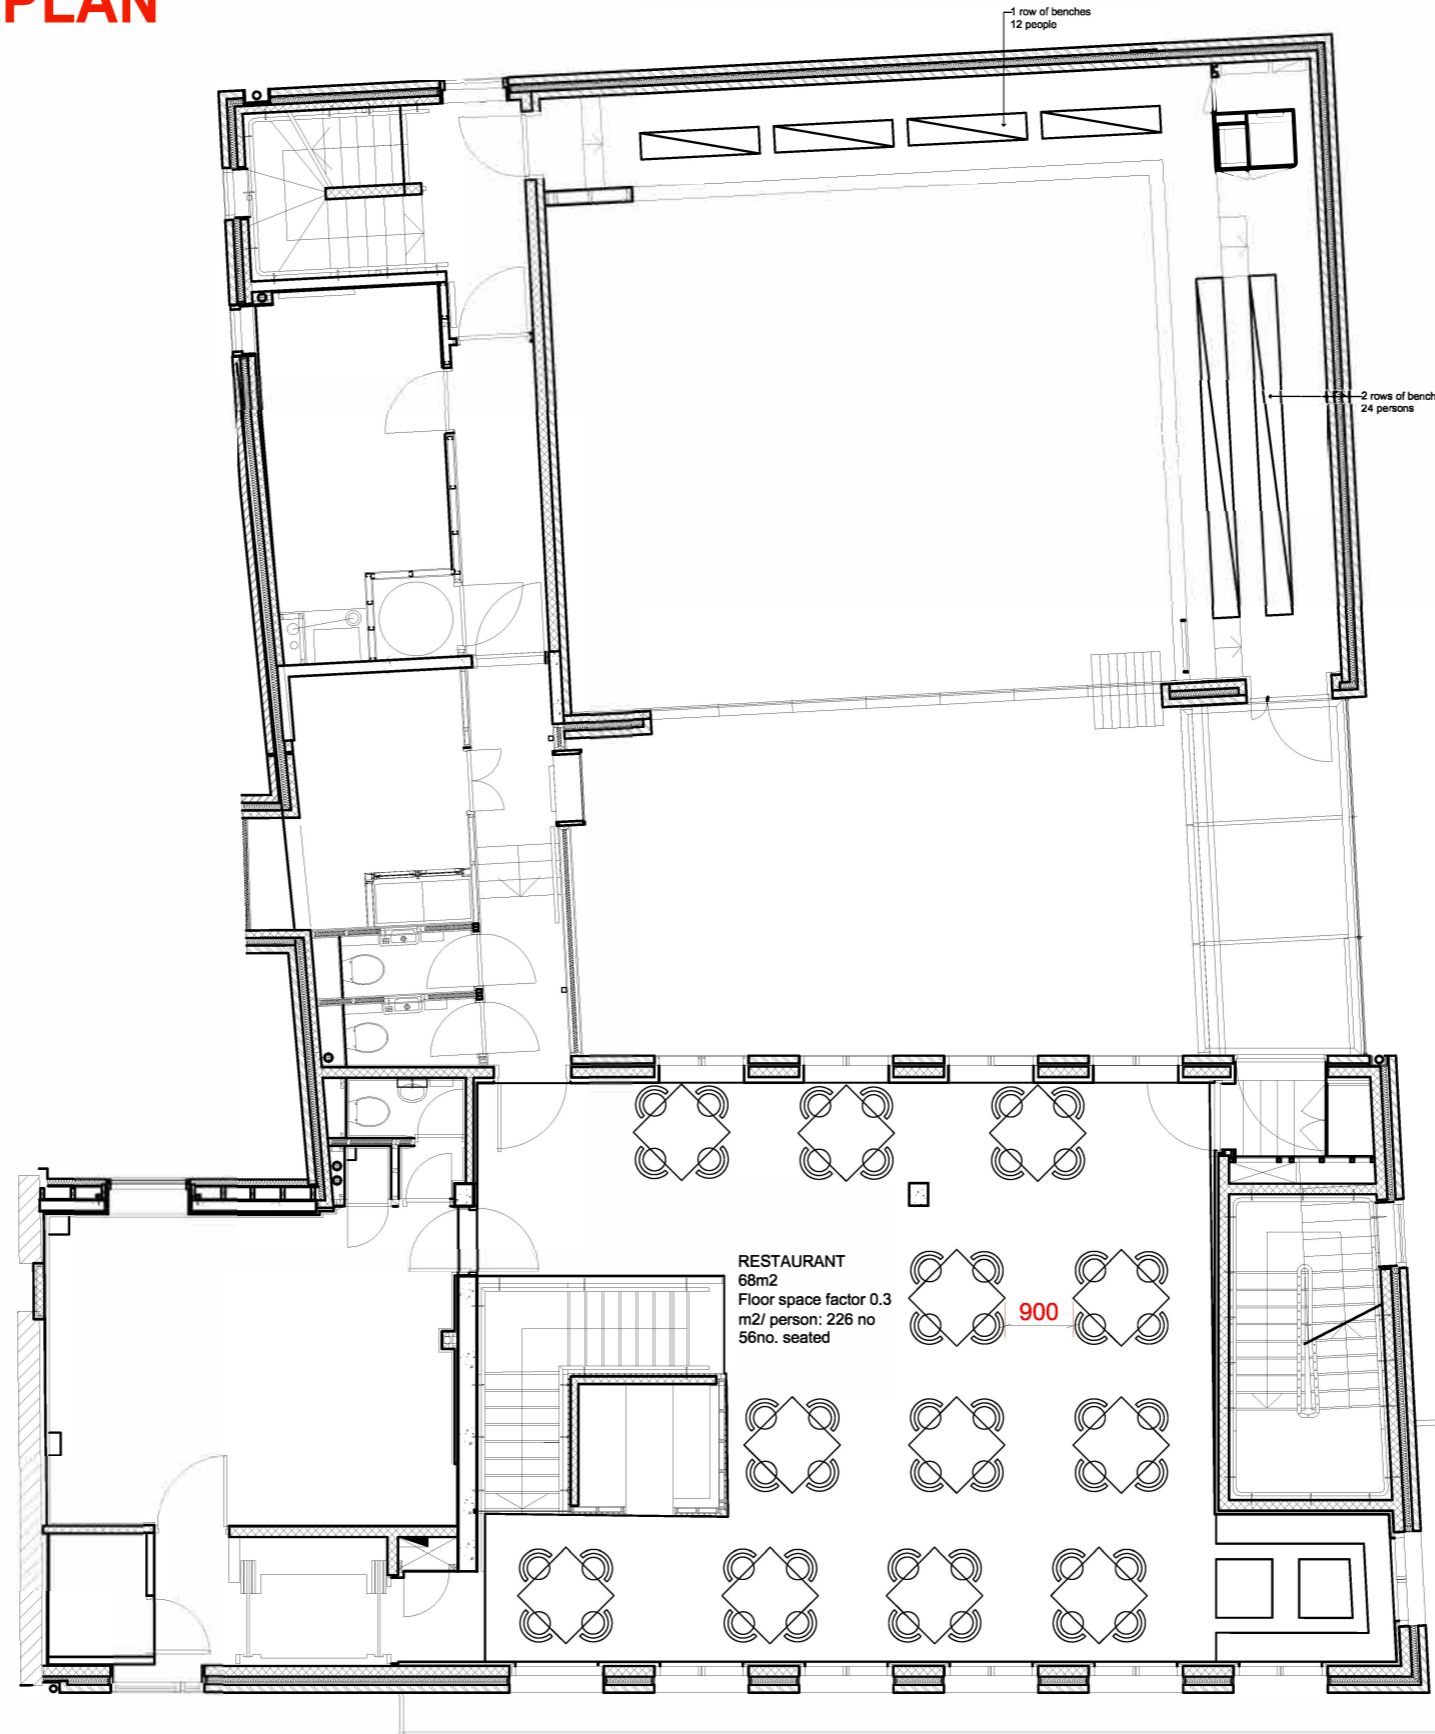 PLAN
1 row of benches
12 people
2 rows of bench
24 persons
RESTAURANT
68m2
Floor space factor 0.3
m2/ person: 226 no
56no. seated
900